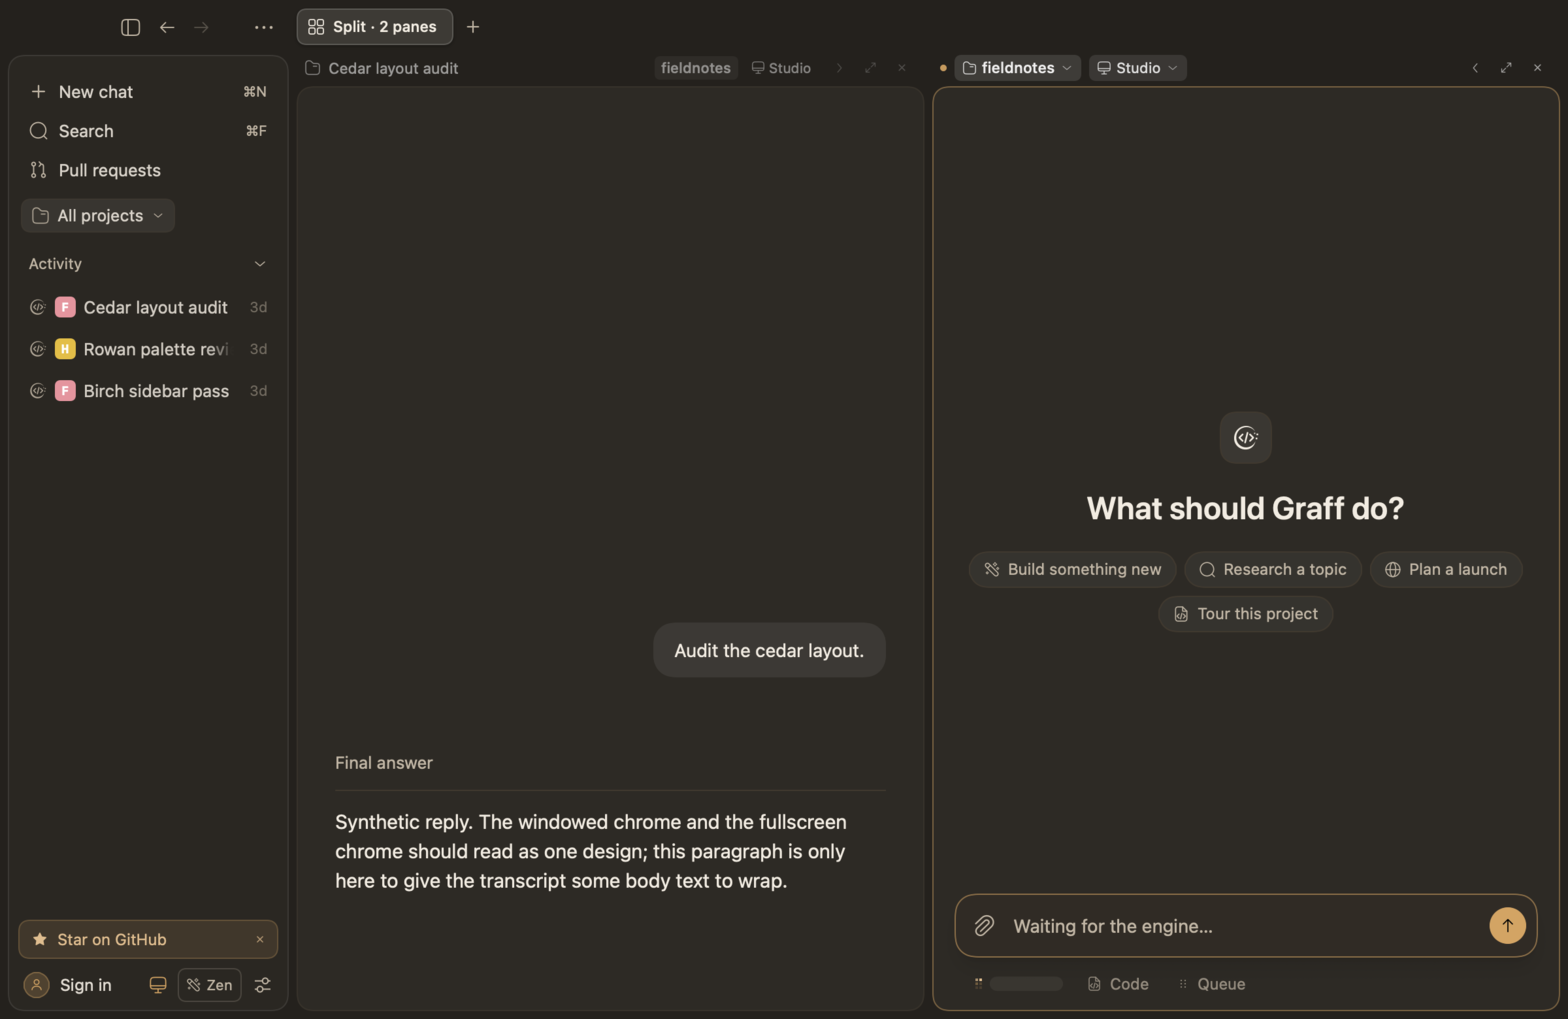 Split · 2 panes
New chat ⌘N
Search ⌘F
Pull requests
All projects
Activity
F Cedar layout audit 3d
H Rowan palette revi 3d
F Birch sidebar pass 3d
Star on GitHub
Sign in
Zen
Cedar layout audit
fieldnotes
Studio
Audit the cedar layout.
Final answer
Synthetic reply. The windowed chrome and the fullscreen
chrome should read as one design; this paragraph is only
here to give the transcript some body text to wrap.
fieldnotes
Studio
What should Graff do?
Build something new
Research a topic
Plan a launch
Tour this project
Waiting for the engine...
Code
Queue